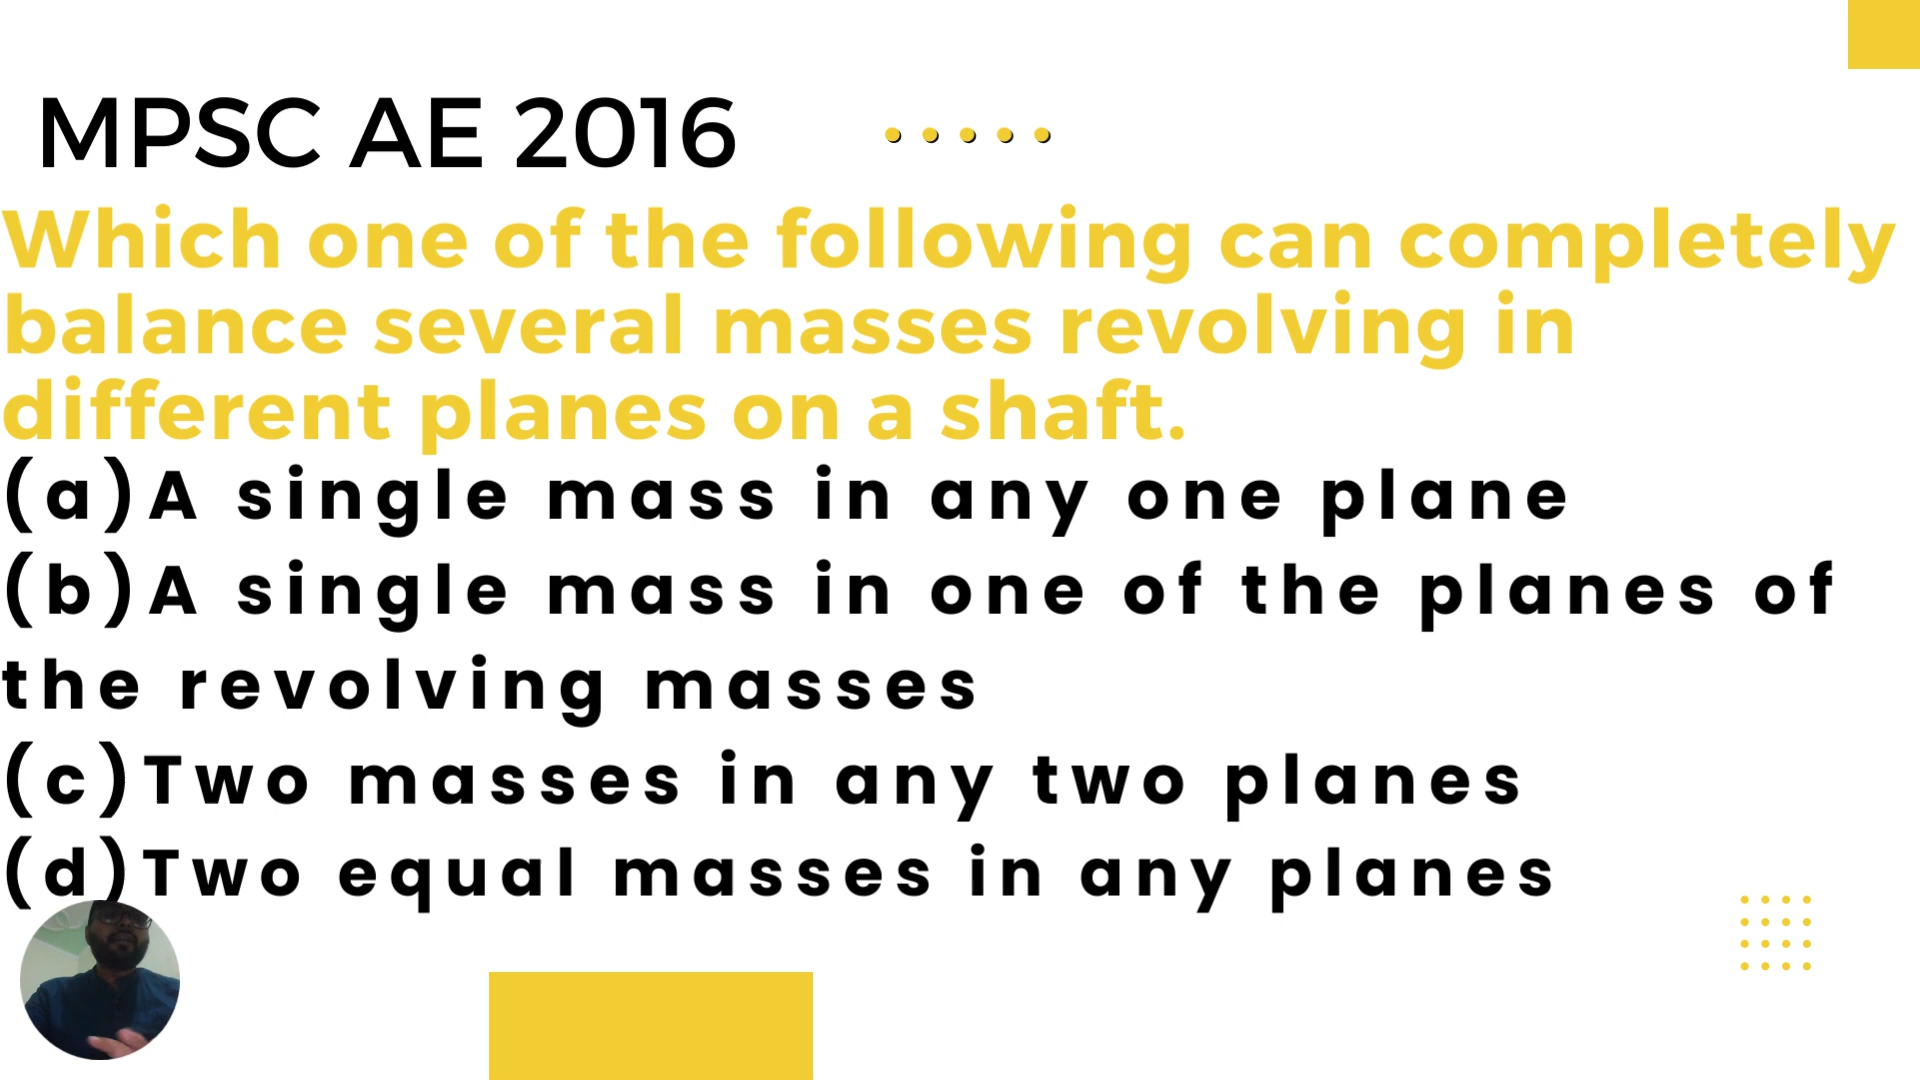 MPSC AE 2016
Which one of the following can completely
balance several masses revolving in
different planes on a shaft.
(a)A single mass in any one plane
(b)A single mass in one of the planes of
the revolving masses
(c)Two masses in any two planes
(d)Two equal masses in any planes